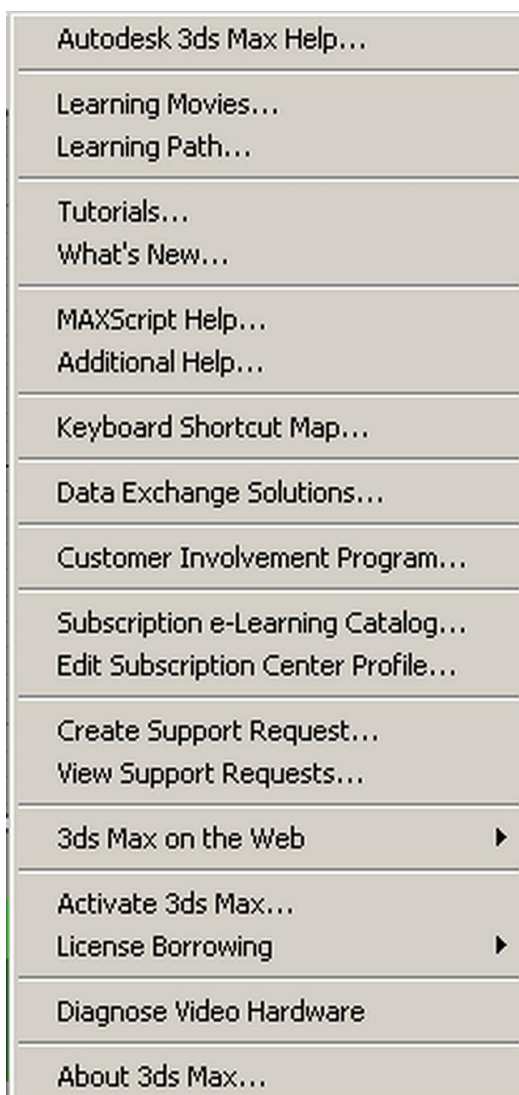 Autodesk 3ds Max Help...
Learning Movies...
Learning Path...
Tutorials...
What's New...
MAXScript Help...
Additional Help...
Keyboard Shortcut Map...
Data Exchange Solutions...
Customer Involvement Program...
Subscription e-Learning Catalog...
Edit Subscription Center Profile...
Create Support Request...
View Support Requests...
3ds Max on the Web
Activate 3ds Max...
License Borrowing
Diagnose Video Hardware
About 3ds Max...